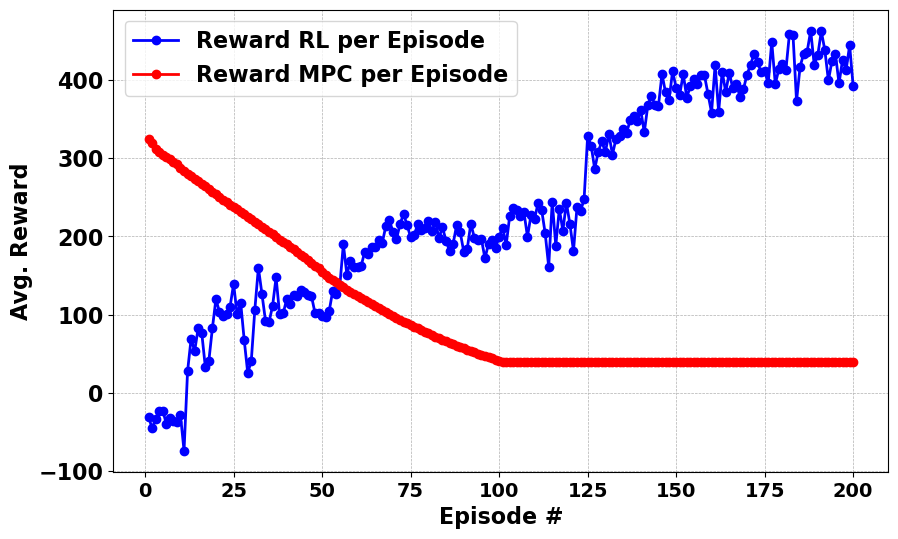 Reward RL per Episode
Reward MPC per Episode
Avg. Reward
400
300
200
100
0
−100
0 25 50 75 100 125 150 175 200
Episode #